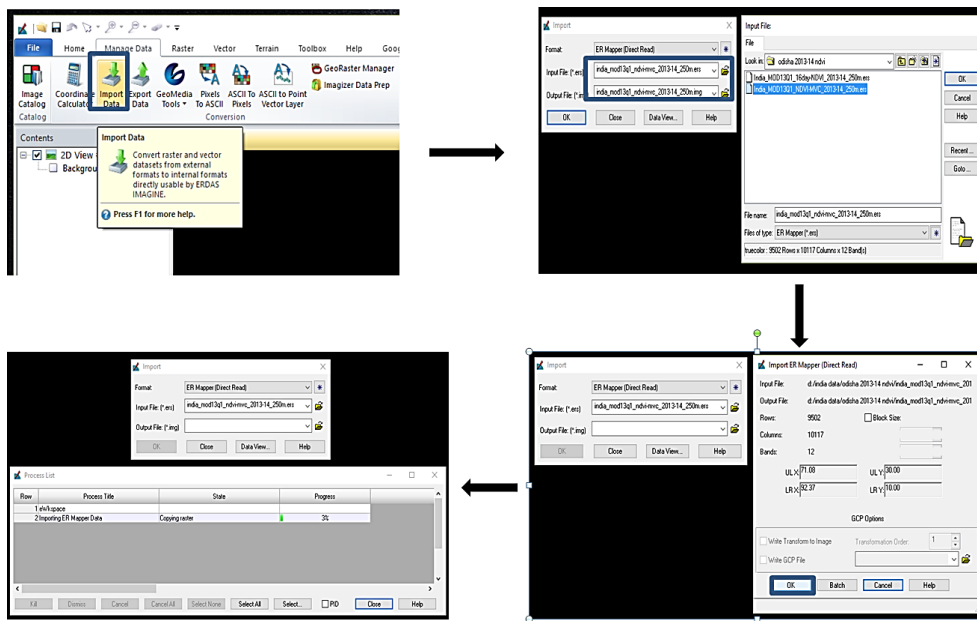 File Home Manage Data Raster Vector Terrain Toolbox Help Goog
Image Catalog
Coordinate Calculator
Import Data
Export Data
GeoMedia Tools
Pixels To ASCII
ASCII To Pixels
ASCII to Point Vector Layer
GeoRaster Manager
Imagizer Data Prep
Catalog
Conversion
Contents
2D View
Backgrou
Import Data
Convert raster and vector
datasets from external
formats to internal formats
directly usable by ERDAS
IMAGINE.
Press F1 for more help.
Import
Format: ER Mapper (Direct Read)
Input File: (*.ers) india_mod13q1_ndvi-mvc_2013-14_250m.ers
Output File: (*.im india_mod13q1_ndvi-mvc_2013-14_250m.img
OK Close Data View... Help
Input File:
File
Look in: odisha 2013-14 ndvi
India_MOD13Q1_16day-NDVI_2013-14_250m.ers
India_MOD13Q1_NDVI-MVC_2013-14_250m.ers
OK
Cancel
Help
Recent ...
Goto ...
File name: india_mod13q1_ndvi-mvc_2013-14_250m.ers
Files of type: ER Mapper (*.ers)
truecolor : 9502 Rows x 10117 Columns x 12 Band(s)
Import
Format: ER Mapper (Direct Read)
Input File: (*.ers) india_mod13q1_ndvi-mvc_2013-14_250m.ers
Output File: (*.img)
OK Close Data View... Help
Import ER Mapper (Direct Read)
Input File: d:/india data/odisha 2013-14 ndvi/india_mod13q1_ndvi-mvc_201
Output File: d:/india data/odisha 2013-14 ndvi/india_mod13q1_ndvi-mvc_201
Rows: 9502 Block Size:
Columns: 10117
Bands: 12
UL X: 71.08 UL Y: 38.00
LR X: 92.37 LR Y: 10.00
GCP Options
Write Transform to Image Transformation Order: 1
Write GCP File
OK Batch Cancel Help
Import
Format: ER Mapper (Direct Read)
Input File: (*.ers) india_mod13q1_ndvi-mvc_2013-14_250m.ers
Output File: (*.img)
OK Close Data View... Help
Process List
Row Process Title State Progress
1 eWkspace
2 Importing ER Mapper Data Copying raster 3%
Kill Dismiss Cancel Cancel All Select None Select All Select... PID Close Help